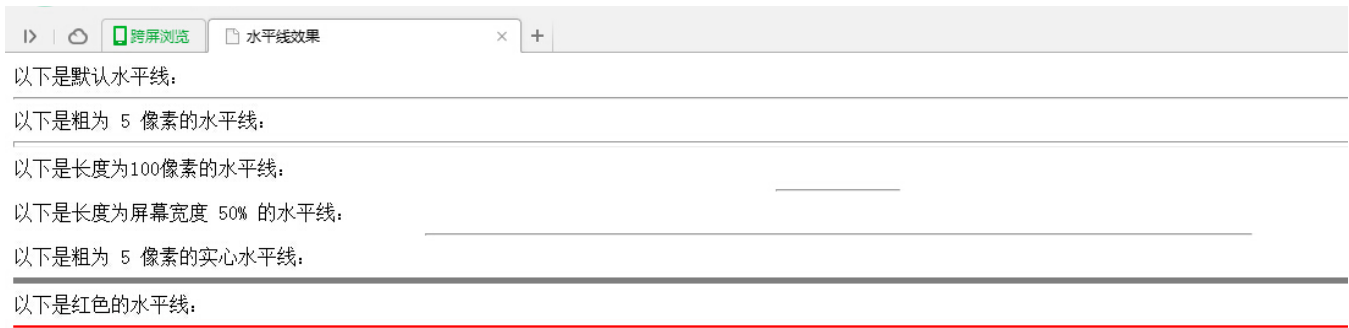 跨屏浏览 水平线效果
以下是默认水平线：
以下是粗为 5 像素的水平线：
以下是长度为100像素的水平线：
以下是长度为屏幕宽度 50% 的水平线：
以下是粗为 5 像素的实心水平线：
以下是红色的水平线：